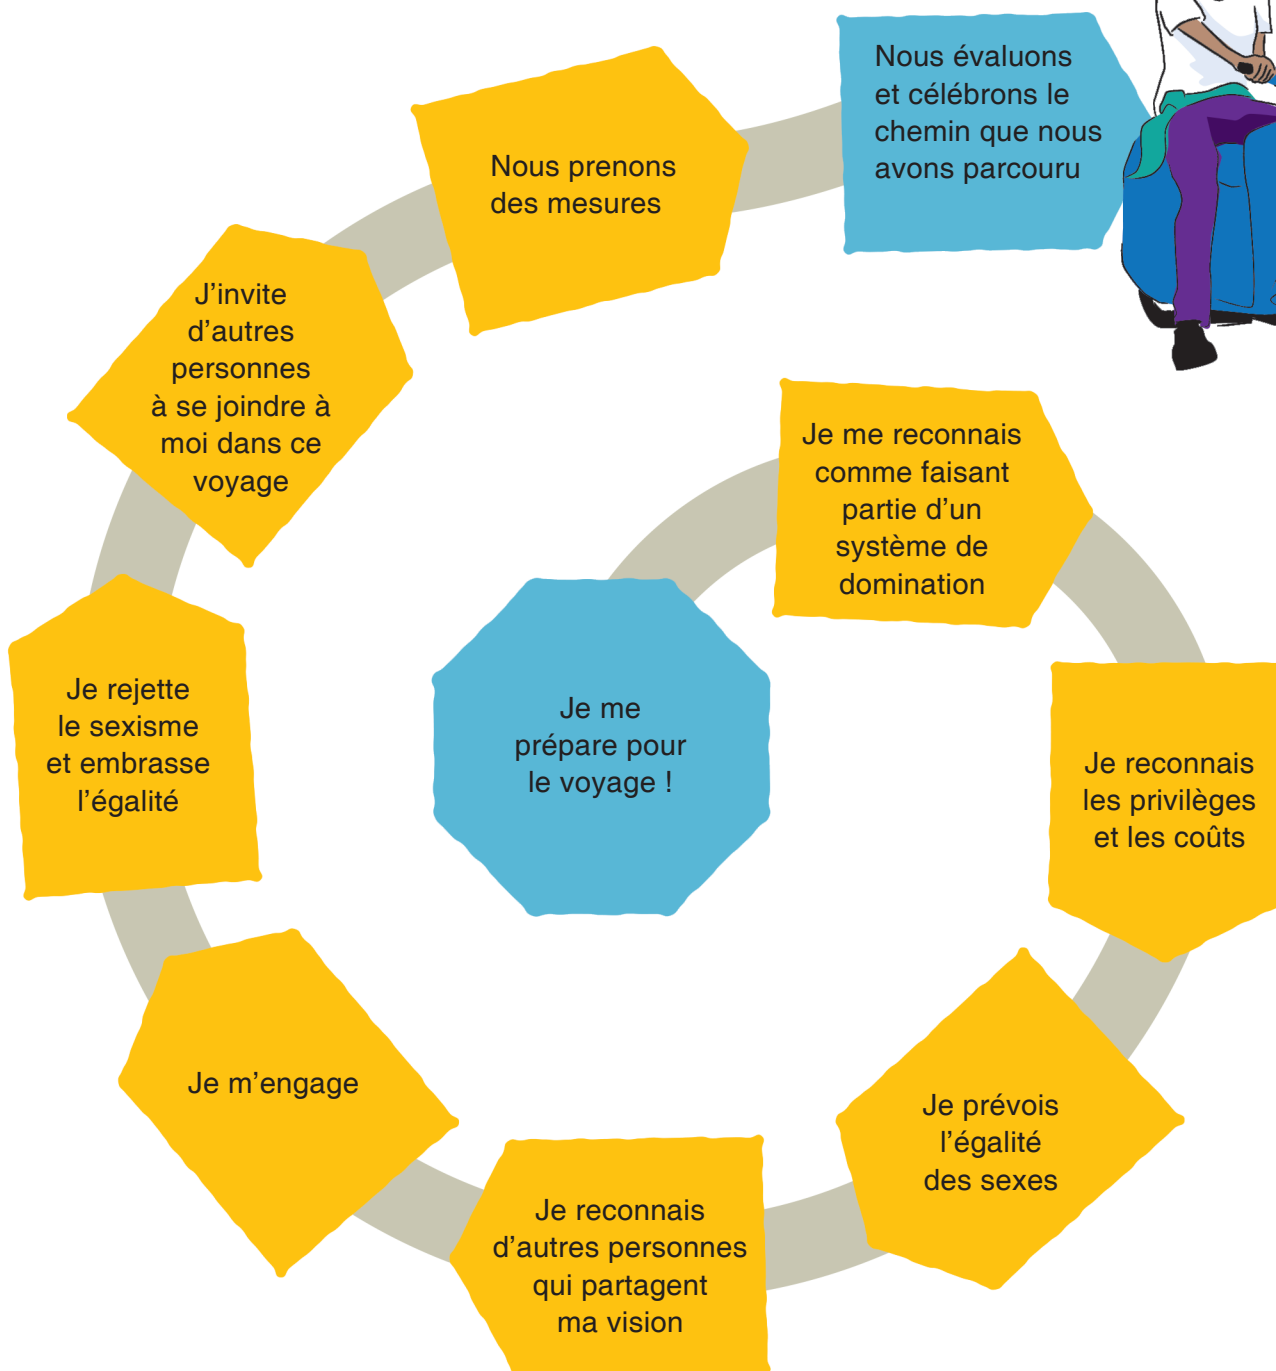 Je me
prépare pour
le voyage !
Je me reconnais
comme faisant
partie d’un
système de
domination
Je reconnais
les privilèges
et les coûts
Je prévois
l’égalité
des sexes
Je reconnais
d’autres personnes
qui partagent
ma vision
Je m’engage
Je rejette
le sexisme
et embrasse
l’égalité
J’invite
d’autres
personnes
à se joindre à
moi dans ce
voyage
Nous prenons
des mesures
Nous évaluons
et célébrons le
chemin que nous
avons parcouru